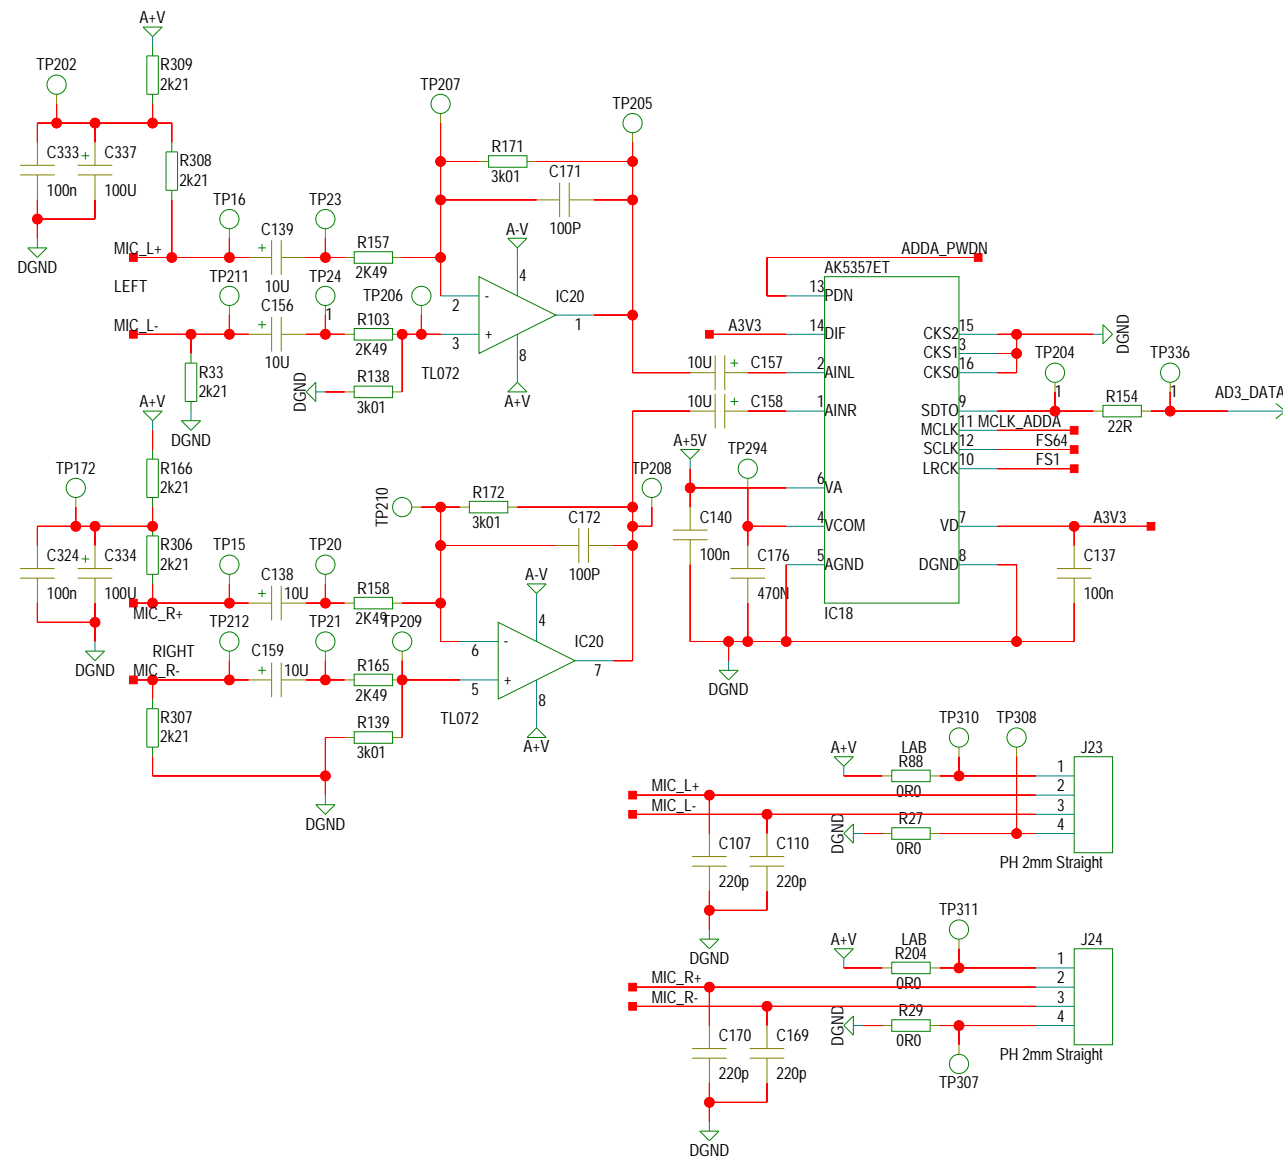 A+V
R309
2k21
TP202
C333
100n
C337
100U
R308
2k21
DGND
TP16
C139
10U
TP23
R157
2K49
MIC_L+
LEFT
MIC_L-
TP211
C156
10U
TP24
1
R103
2K49
TP206
R33
2k21
DGND
R138
3k01
DGND
TP207
TP205
R171
3k01
C171
100P
A-V
4
2
-
3
+
8
1
IC20
TL072
A+V
A+V
R166
2k21
TP172
C324
100n
C334
100U
R306
2k21
DGND
MIC_R+
RIGHT
MIC_R-
TP15
C138
10U
TP20
R158
2K49
TP212
C159
10U
TP21
R165
2K49
TP209
R307
2k21
R139
3k01
DGND
TP210
R172
3k01
TP208
C172
100P
A-V
4
6
-
5
+
8
7
IC20
TL072
A+V
ADDA_PWDN
AK5357ET
13
PDN
A3V3
14
DIF
10U
+
C157
2
AINL
10U
+
C158
1
AINR
A+5V
TP294
6
VA
4
VCOM
5
AGND
C140
100n
C176
470N
DGND
IC18
CKS2
15
CKS1
3
CKS0
16
DGND
SDTO
9
MCLK
11
MCLK_ADDA
SCLK
12
FS64
LRCK
10
FS1
TP204
1
R154
22R
TP336
1
AD3_DATA
VD
7
A3V3
DGND
8
C137
100n
MIC_L+
MIC_L-
C107
220p
C110
220p
DGND
A+V
LAB
R88
0R0
TP310
TP308
DGND
R27
0R0
J23
1
2
3
4
PH 2mm Straight
MIC_R+
MIC_R-
C170
220p
C169
220p
DGND
A+V
LAB
R204
0R0
TP311
DGND
R29
0R0
TP307
J24
1
2
3
4
PH 2mm Straight